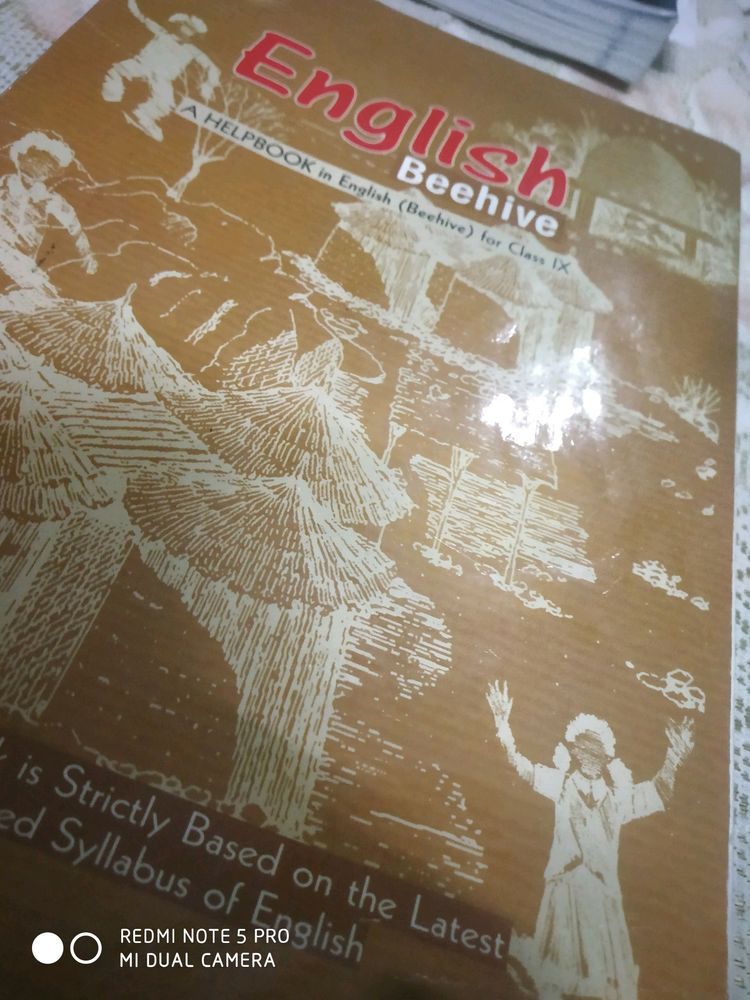 English
Beehive
A HELPBOOK in English (Beehive) for Class IX
is Strictly Based on the Latest
Syllabus of English
REDMI NOTE 5 PRO
MI DUAL CAMERA